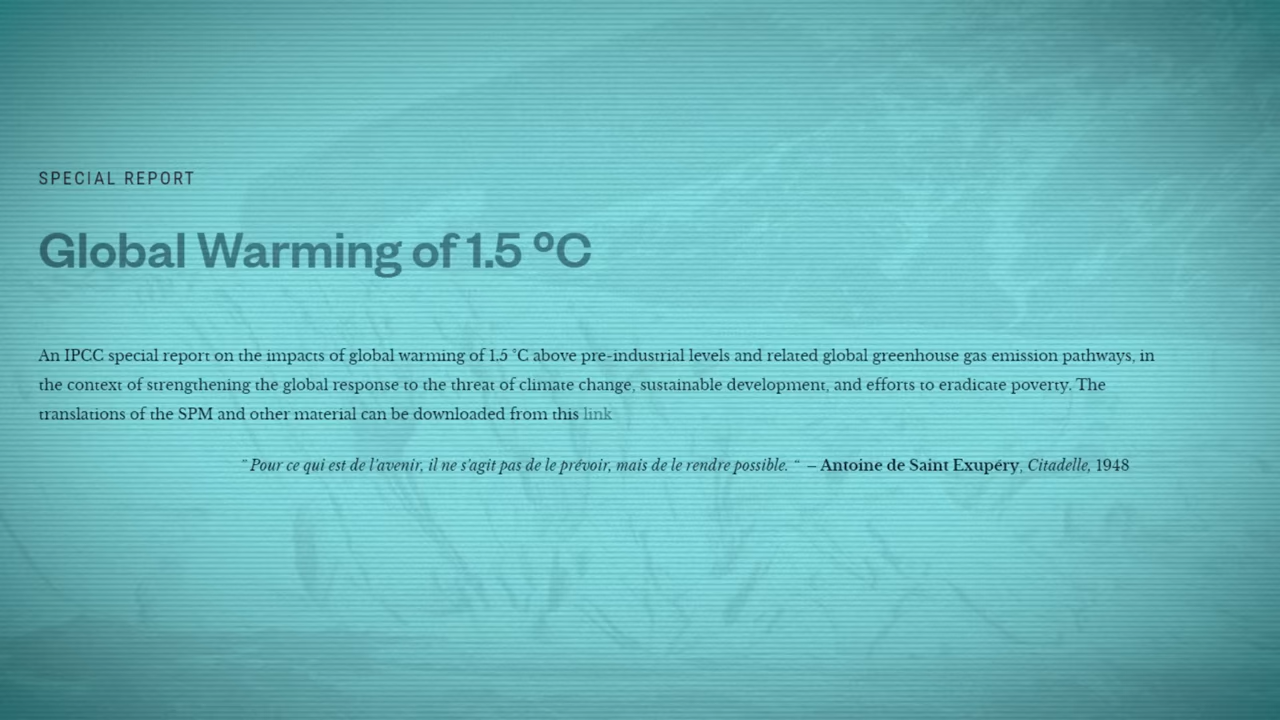 SPECIAL REPORT
Global Warming of 1.5 ºC
An IPCC special report on the impacts of global warming of 1.5 °C above pre-industrial levels and related global greenhouse gas emission pathways, in
the context of strengthening the global response to the threat of climate change, sustainable development, and efforts to eradicate poverty. The
translations of the SPM and other material can be downloaded from this link
" Pour ce qui est de l'avenir, il ne s'agit pas de le prévoir, mais de le rendre possible. " – Antoine de Saint Exupéry, Citadelle, 1948